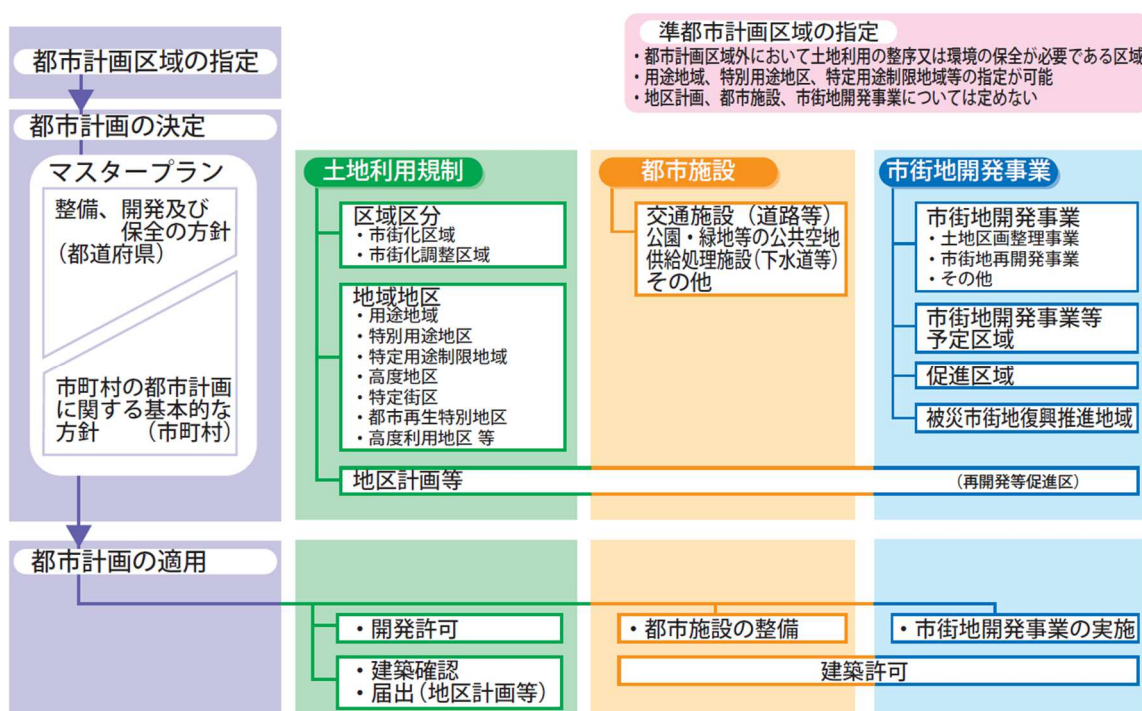 都市計画区域の指定
準都市計画区域の指定
・都市計画区域外において土地利用の整序又は環境の保全が必要である区域
・用途地域、特別用途地区、特定用途制限地域等の指定が可能
・地区計画、都市施設、市街地開発事業については定めない
都市計画の決定
マスタープラン
整備、開発及び
保全の方針
(都道府県)
市町村の都市計画
に関する基本的な
方針 (市町村)
土地利用規制
区域区分
・市街化区域
・市街化調整区域
地域地区
・用途地域
・特別用途地区
・特定用途制限地域
・高度地区
・特定街区
・都市再生特別地区
・高度利用地区 等
地区計画等
(再開発等促進区)
都市施設
交通施設(道路等)
公園・緑地等の公共空地
供給処理施設(下水道等)
その他
市街地開発事業
市街地開発事業
・土地区画整理事業
・市街地再開発事業
・その他
市街地開発事業等
予定区域
促進区域
被災市街地復興推進地域
都市計画の適用
・開発許可
・建築確認
・届出(地区計画等)
・都市施設の整備
・市街地開発事業の実施
建築許可